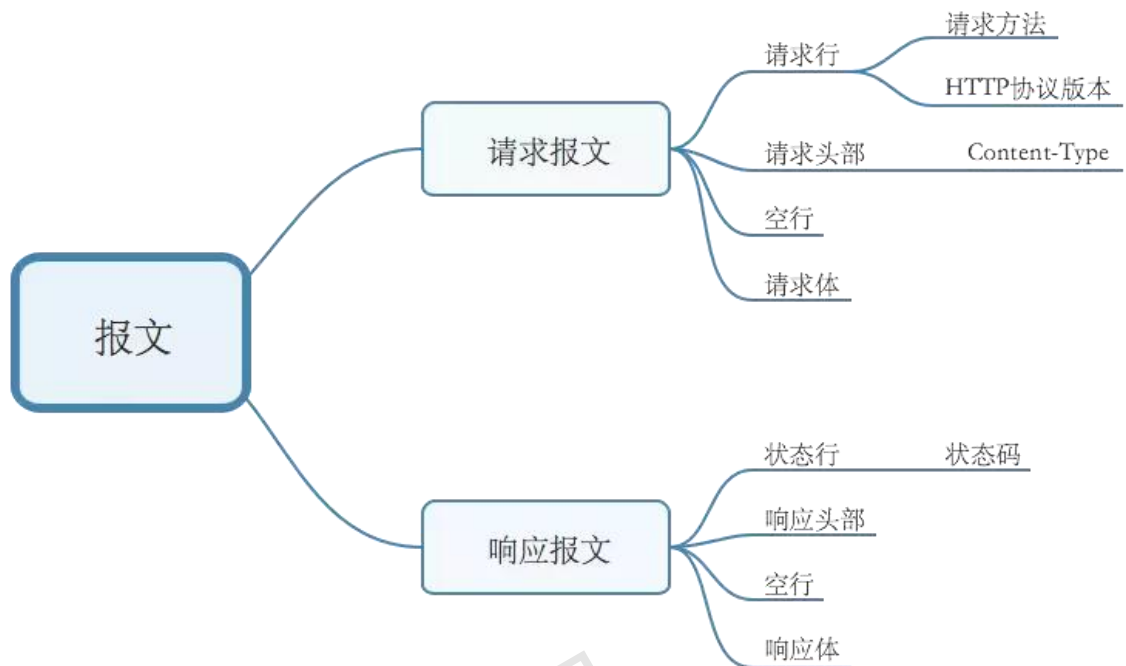 报文
请求报文
请求行
请求方法
HTTP协议版本
请求头部
Content-Type
空行
请求体
响应报文
状态行
状态码
响应头部
空行
响应体